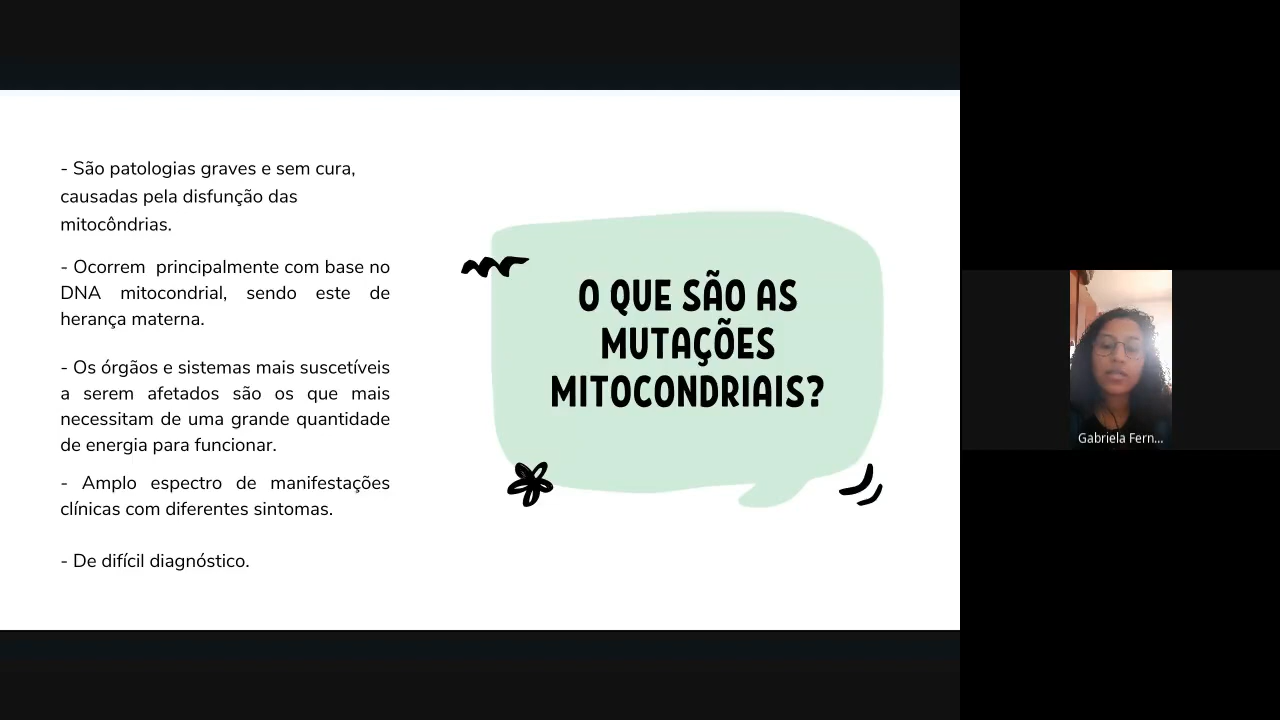 - São patologias graves e sem cura,
causadas pela disfunção das
mitocôndrias.
- Ocorrem principalmente com base no
DNA mitocondrial, sendo este de
herança materna.
- Os órgãos e sistemas mais suscetíveis
a serem afetados são os que mais
necessitam de uma grande quantidade
de energia para funcionar.
- Amplo espectro de manifestações
clínicas com diferentes sintomas.
- De difícil diagnóstico.
O QUE SÃO AS
MUTAÇÕES
MITOCONDRIAIS?
Gabriela Fern...